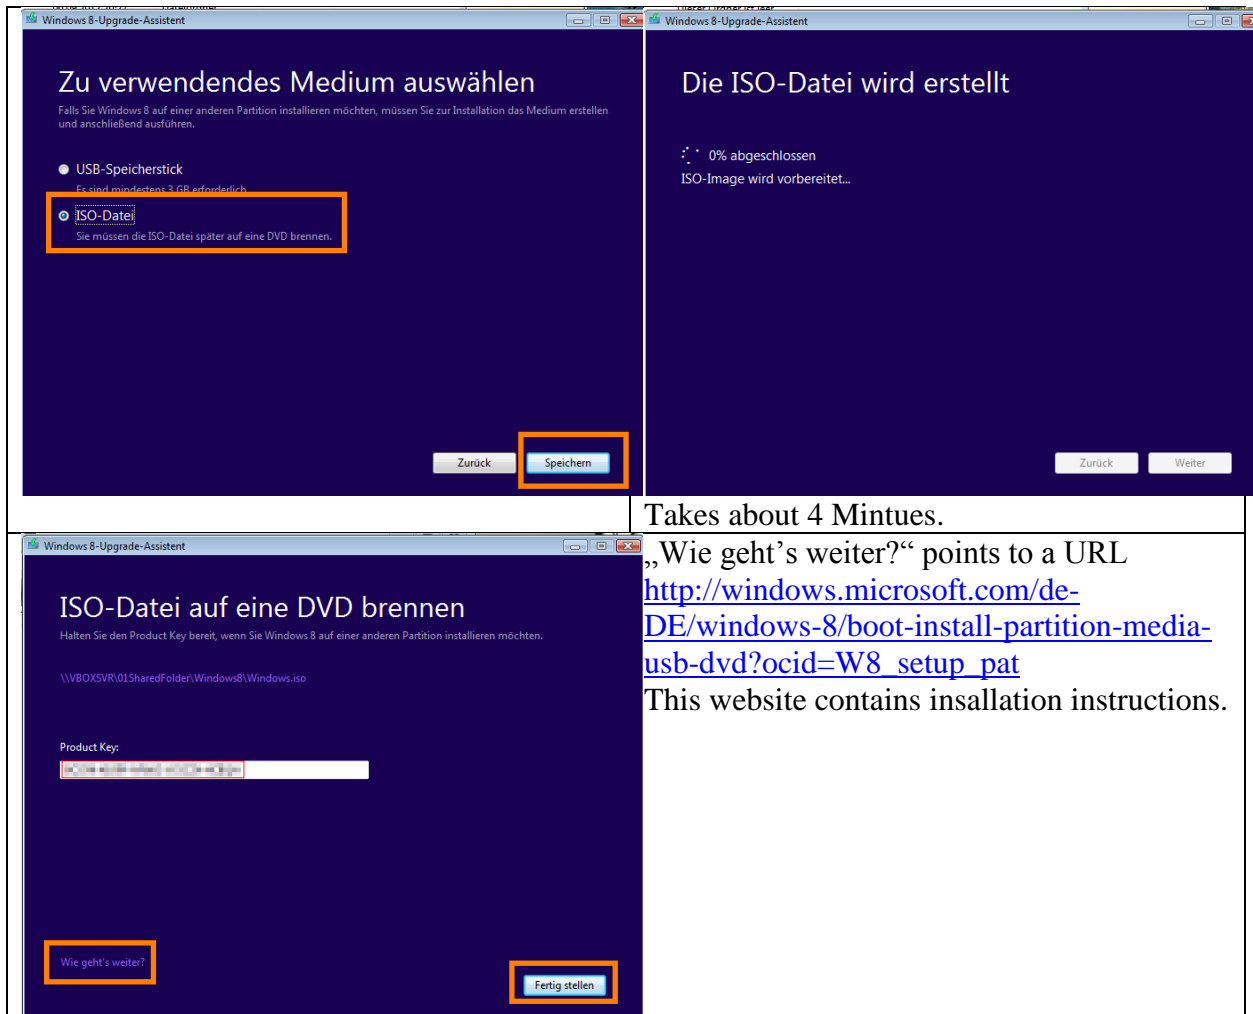 Windows 8-Upgrade-Assistent
Zu verwendendes Medium auswählen
Falls Sie Windows 8 auf einer anderen Partition installieren möchten, müssen Sie zur Installation das Medium erstellen
und anschließend ausführen.
USB-Speicherstick
Es sind mindestens 3 GB erforderlich
ISO-Datei
Sie müssen die ISO-Datei später auf eine DVD brennen.
Zurück
Speichern
Windows 8-Upgrade-Assistent
Die ISO-Datei wird erstellt
0% abgeschlossen
ISO-Image wird vorbereitet...
Zurück
Weiter
Takes about 4 Mintues.
Windows 8-Upgrade-Assistent
ISO-Datei auf eine DVD brennen
Halten Sie den Product Key bereit, wenn Sie Windows 8 auf einer anderen Partition installieren möchten.
\\VBOXSVR\01SharedFolder\Windows8\Windows.iso
Product Key:
Wie geht's weiter?
Fertig stellen
„Wie geht’s weiter?“ points to a URL
http://windows.microsoft.com/de-
DE/windows-8/boot-install-partition-media-
usb-dvd?ocid=W8_setup_pat
This website contains insallation instructions.